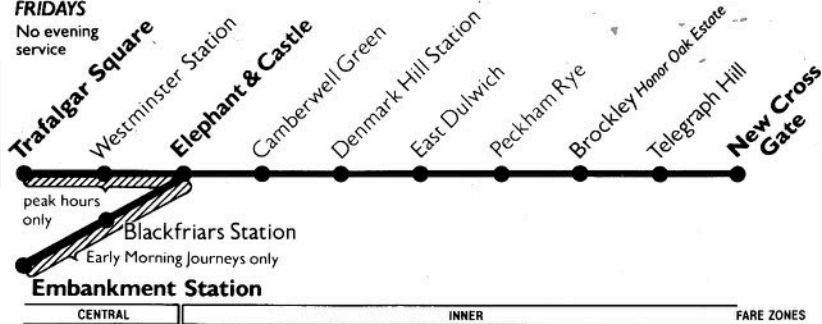 FRIDAYS
No evening
service
Trafalgar Square
Westminster Station
Elephant & Castle
Camberwell Green
Denmark Hill Station
East Dulwich
Peckham Rye
Brockley Honor Oak Estate
Telegraph Hill
New Cross
Gate
peak hours
only
Blackfriars Station
Early Morning Journeys only
Embankment Station
CENTRAL
INNER
FARE ZONES